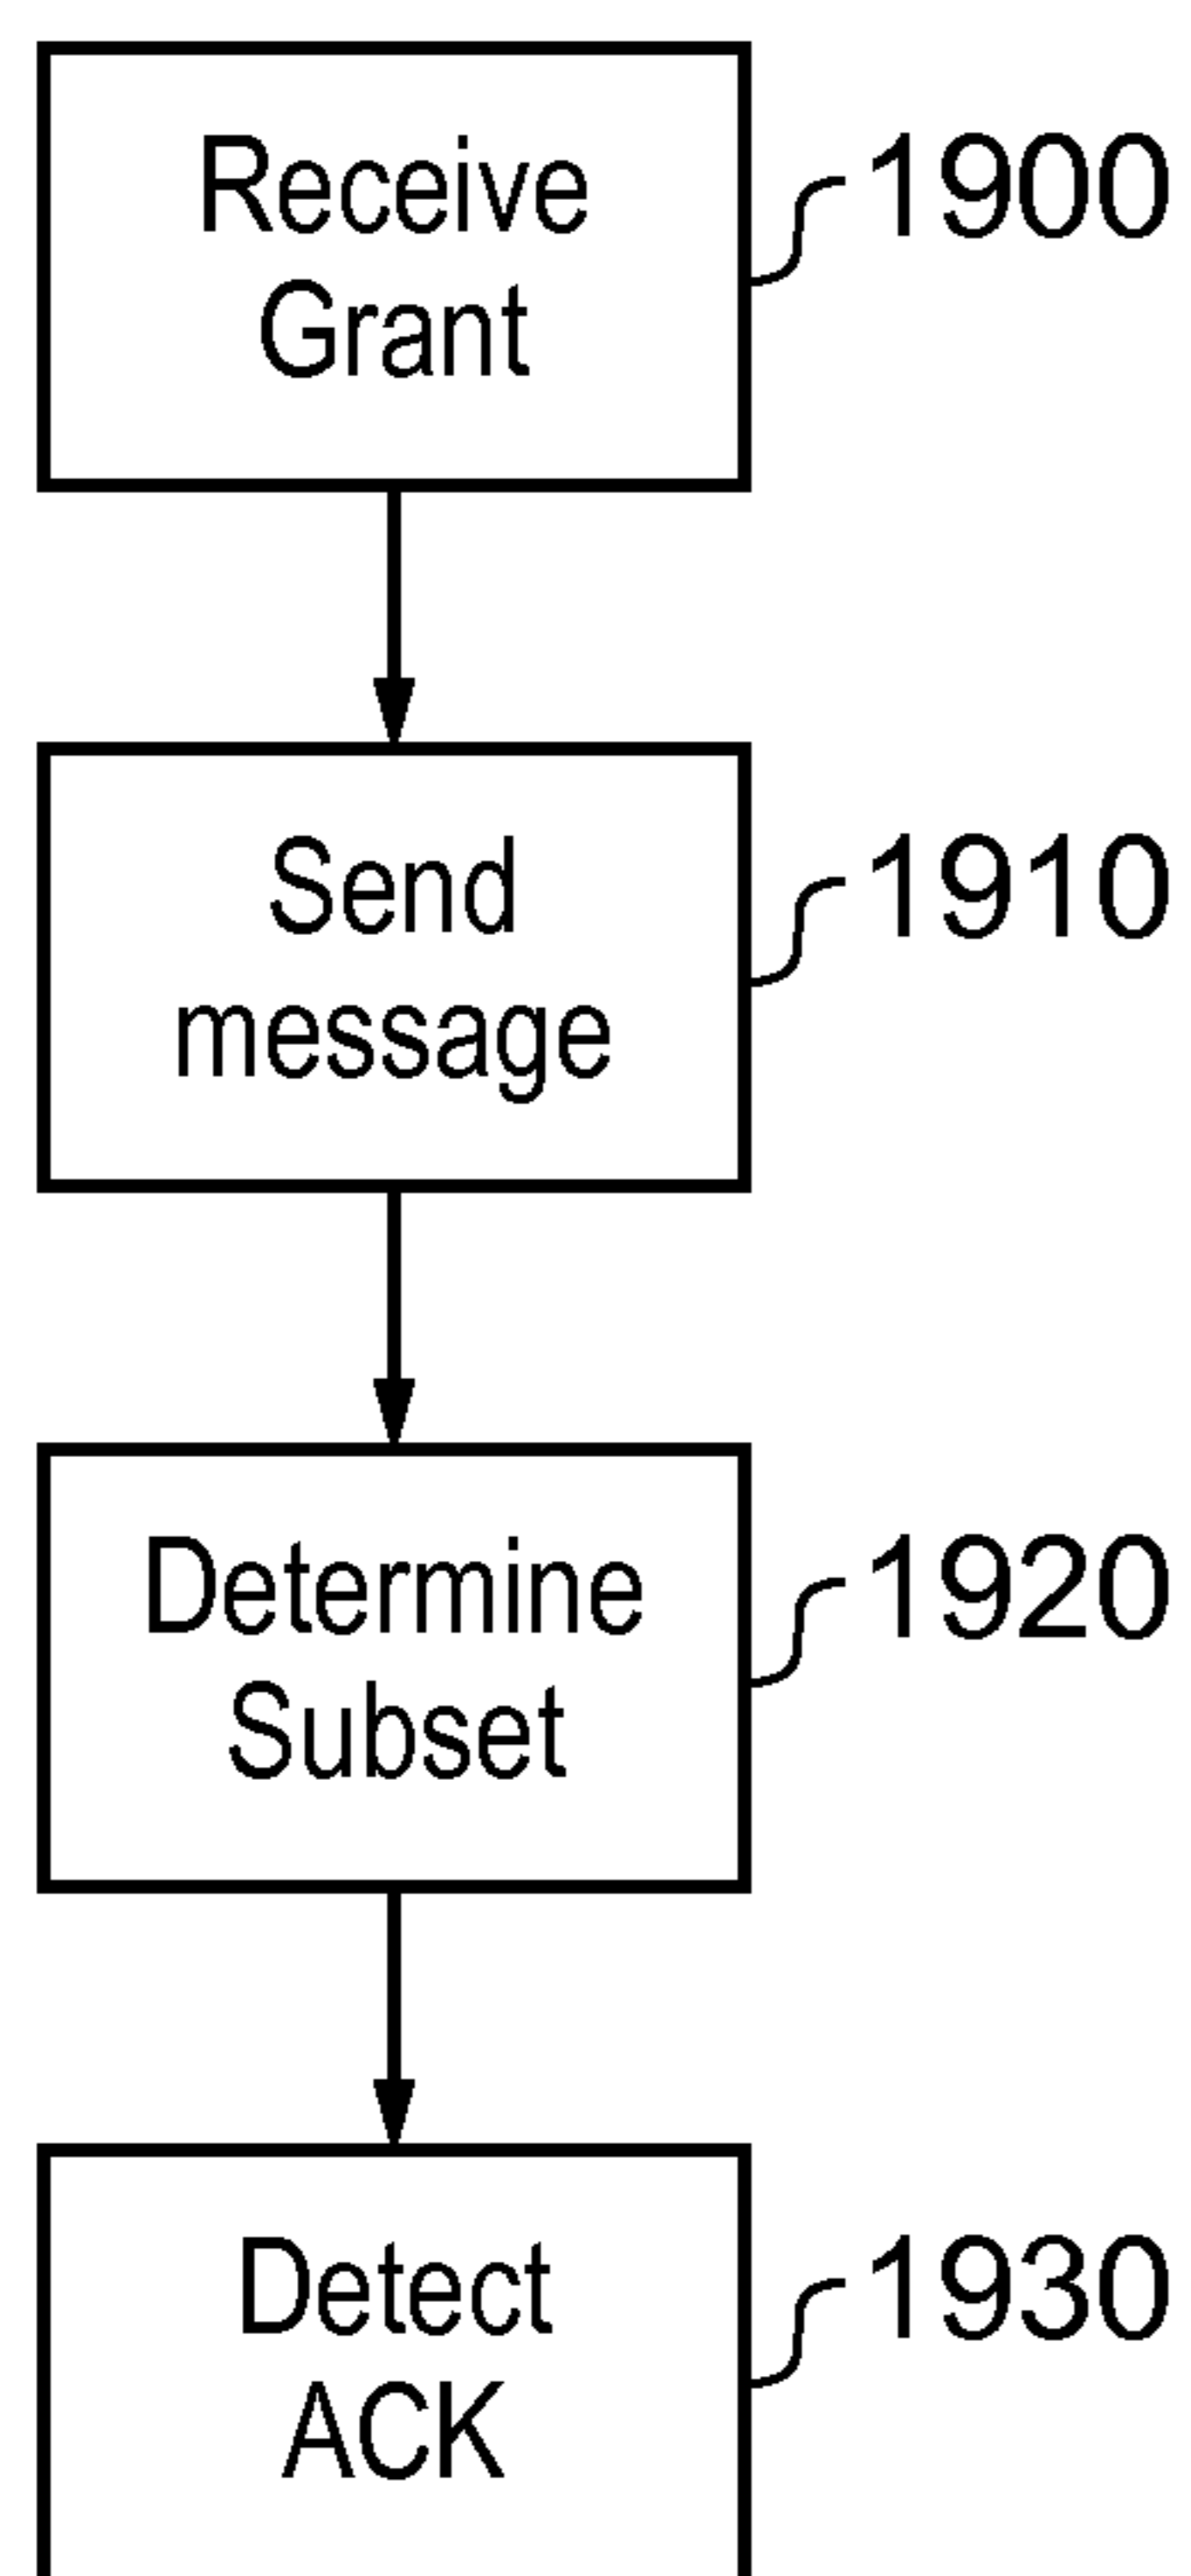 Receive
Grant
1900
Send
message
1910
Determine
Subset
1920
Detect
ACK
1930